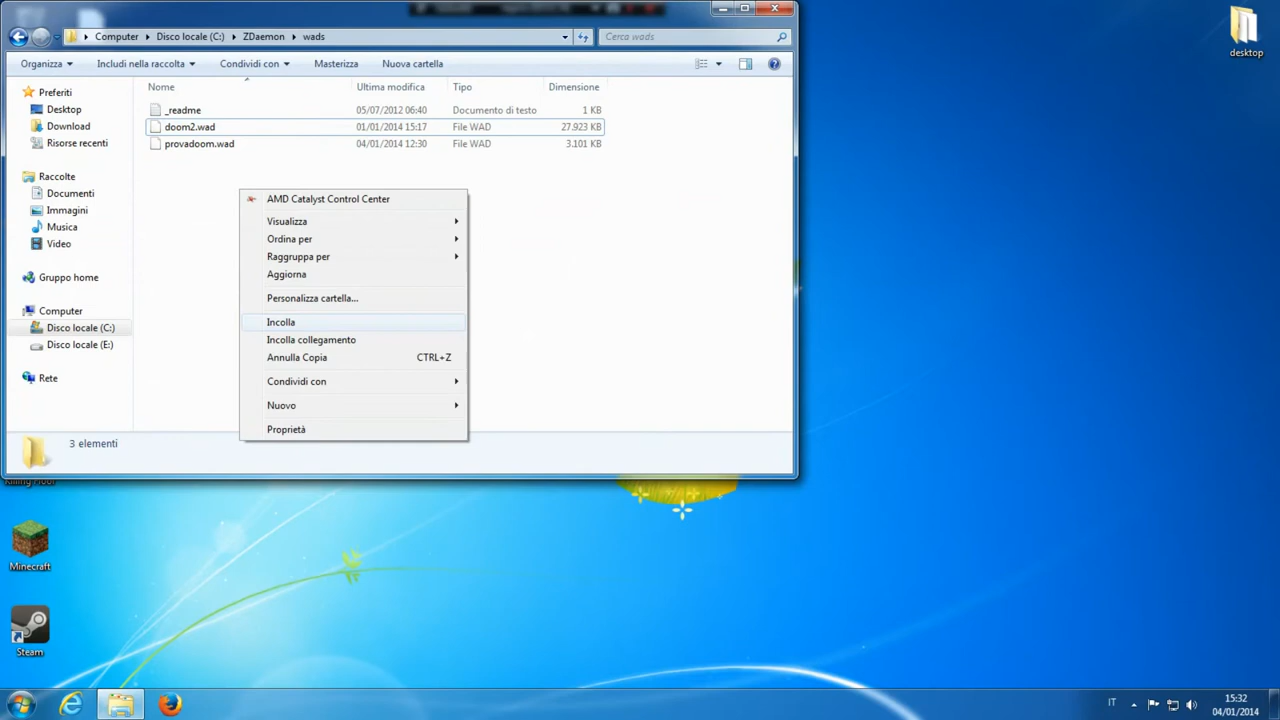 Computer Disco locale (C:) ZDaemon wads
Cerca wads
Organizza Includi nella raccolta Condividi con Masterizza Nuova cartella
Nome Ultima modifica Tipo Dimensione
_readme 05/07/2012 06:40 Documento di testo 1 KB
doom2.wad 01/01/2014 15:17 File WAD 27.923 KB
provadoom.wad 04/01/2014 12:30 File WAD 3.101 KB
Preferiti
Desktop
Download
Risorse recenti
Raccolte
Documenti
Immagini
Musica
Video
Gruppo home
Computer
Disco locale (C:)
Disco locale (E:)
Rete
AMD Catalyst Control Center
Visualizza
Ordina per
Raggruppa per
Aggiorna
Personalizza cartella...
Incolla
Incolla collegamento
Annulla Copia CTRL+Z
Condividi con
Nuovo
Proprietà
3 elementi
desktop
Killing Floor
Minecraft
Steam
IT
15:32
04/01/2014